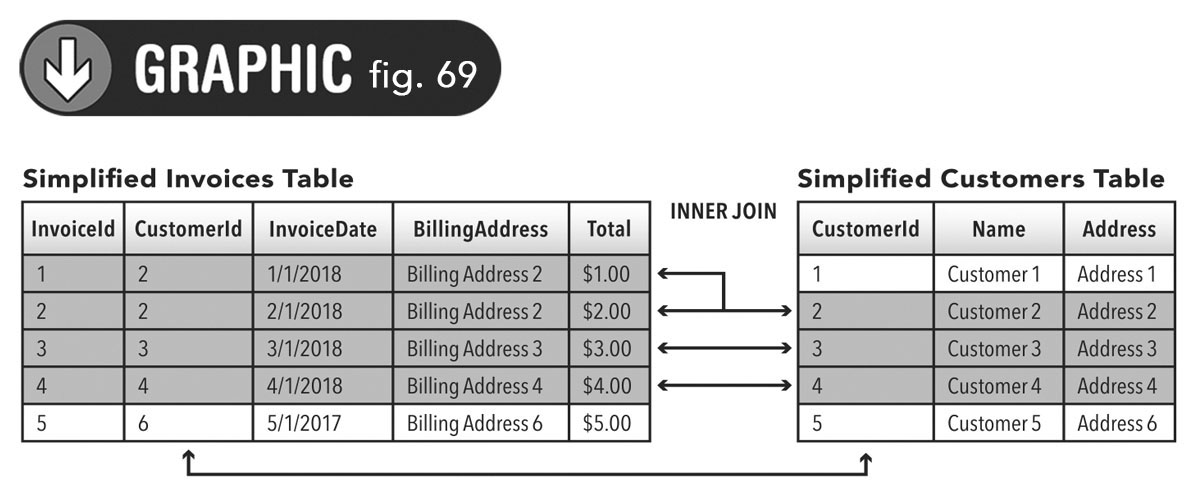 GRAPHIC fig. 69
Simplified Invoices Table
InvoiceId CustomerId InvoiceDate BillingAddress Total
1 2 1/1/2018 Billing Address 2 $1.00
2 2 2/1/2018 Billing Address 2 $2.00
3 3 3/1/2018 Billing Address 3 $3.00
4 4 4/1/2018 Billing Address 4 $4.00
5 6 5/1/2017 Billing Address 6 $5.00
INNER JOIN
Simplified Customers Table
CustomerId Name Address
1 Customer 1 Address 1
2 Customer 2 Address 2
3 Customer 3 Address 3
4 Customer 4 Address 4
5 Customer 5 Address 6